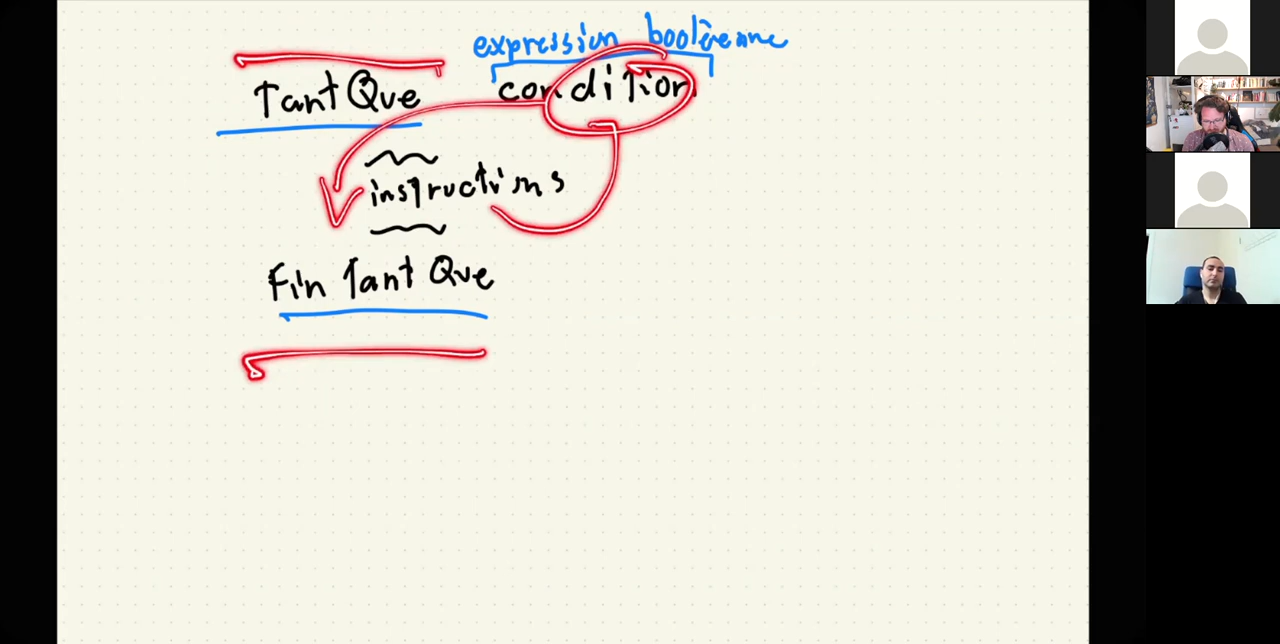 expression booléenne
TantQue condition
instructions
Fin Tant Que